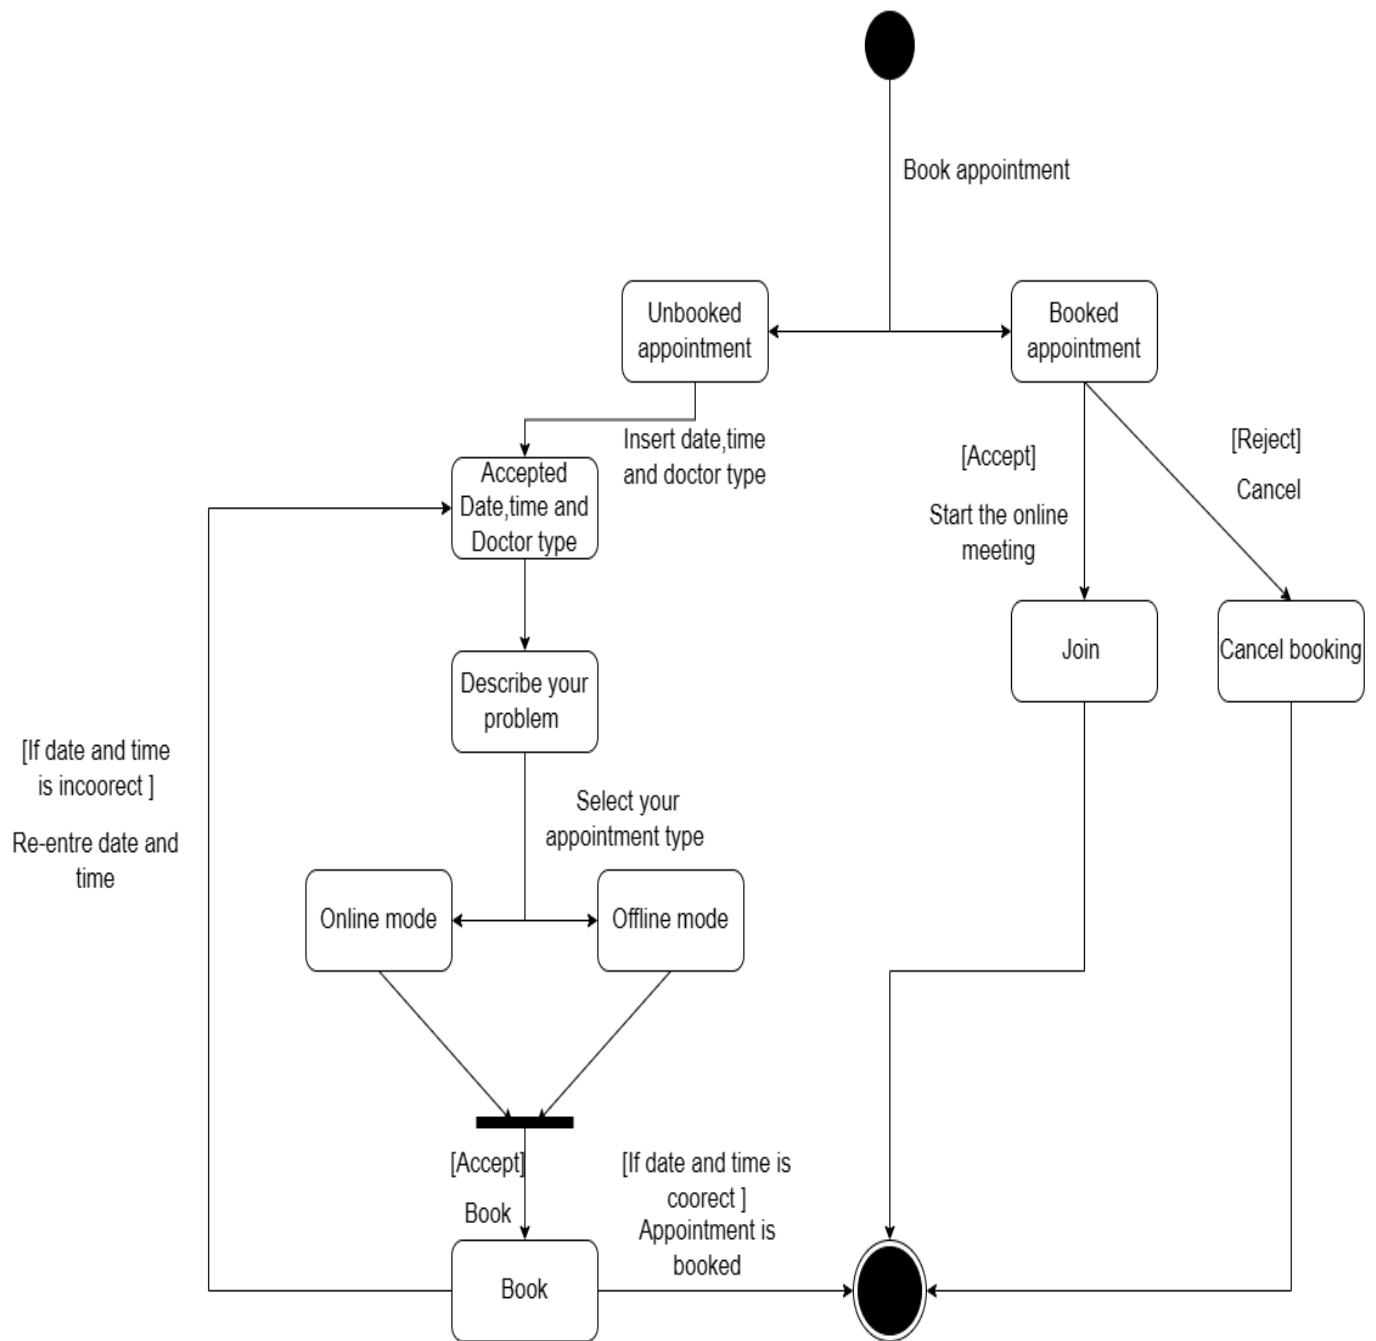 Book appointment
Unbooked
appointment
Booked
appointment
Insert date,time
and doctor type
[Accept]
Start the online
meeting
[Reject]
Cancel
Accepted
Date,time and
Doctor type
Join
Cancel booking
Describe your
problem
[If date and time
is incoorect ]
Re-entre date and
time
Select your
appointment type
Online mode
Offline mode
[Accept]
Book
[If date and time is
coorect ]
Appointment is
booked
Book